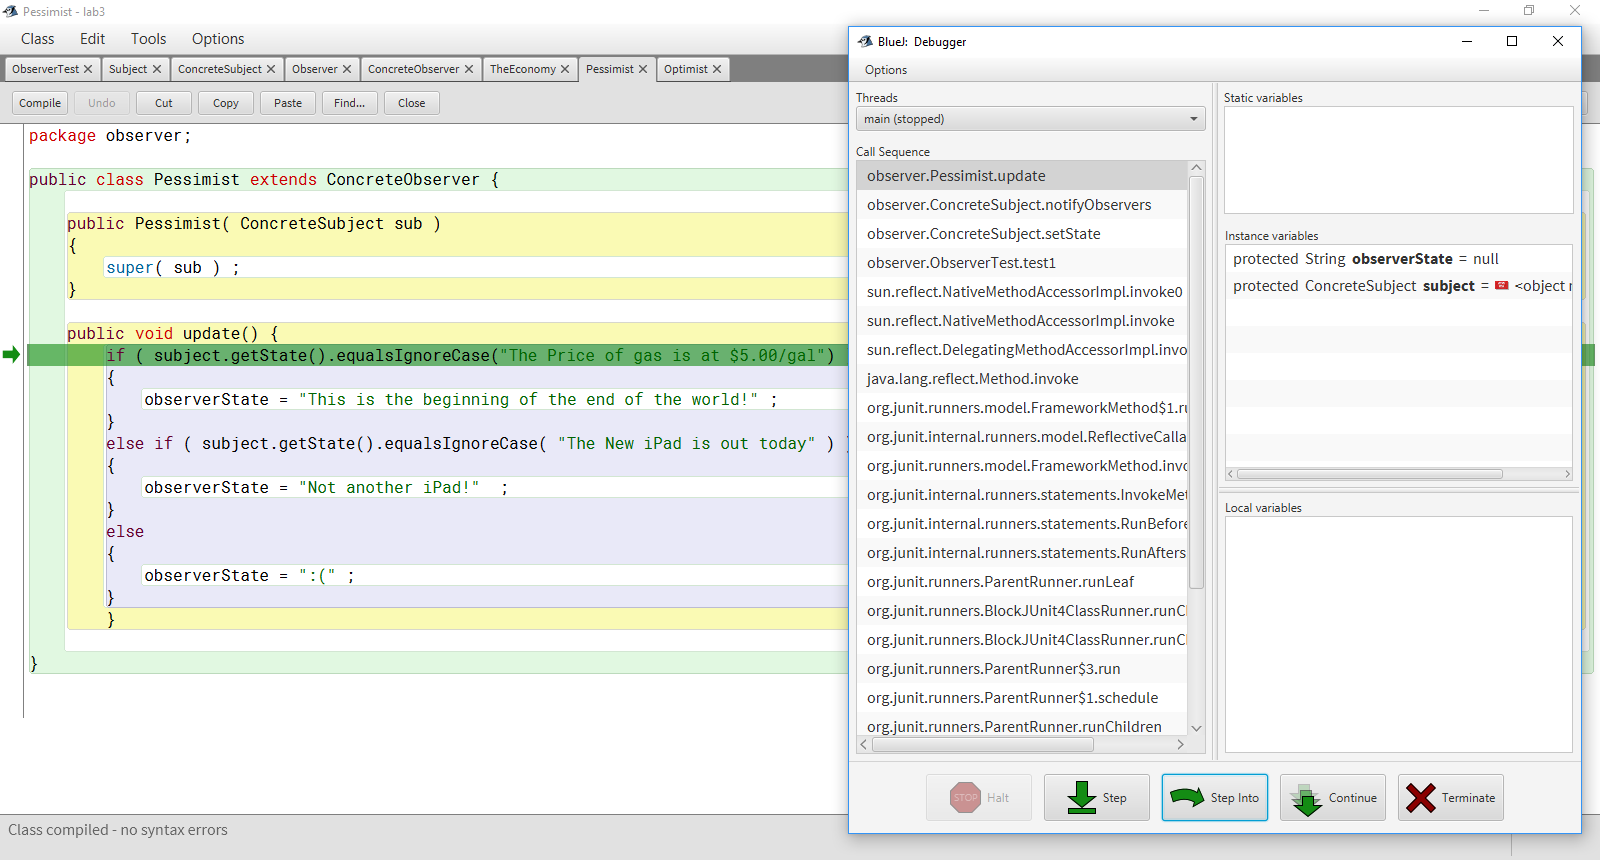 Pessimist - lab3
Class Edit Tools Options
ObserverTest Subject ConcreteSubject Observer ConcreteObserver TheEconomy Pessimist Optimist
Compile Undo Cut Copy Paste Find... Close
package observer;
public class Pessimist extends ConcreteObserver {
public Pessimist( ConcreteSubject sub )
{
super( sub ) ;
}
public void update() {
if ( subject.getState().equalsIgnoreCase("The Price of gas is at $5.00/gal")
{
observerState = "This is the beginning of the end of the world!" ;
}
else if ( subject.getState().equalsIgnoreCase( "The New iPad is out today" )
{
observerState = "Not another iPad!" ;
}
else
{
observerState = ":(" ;
}
}
}
Class compiled - no syntax errors
BlueJ: Debugger
Options
Threads
main (stopped)
Call Sequence
observer.Pessimist.update
observer.ConcreteSubject.notifyObservers
observer.ConcreteSubject.setState
observer.ObserverTest.test1
sun.reflect.NativeMethodAccessorImpl.invoke0
sun.reflect.NativeMethodAccessorImpl.invoke
sun.reflect.DelegatingMethodAccessorImpl.invo
java.lang.reflect.Method.invoke
org.junit.runners.model.FrameworkMethod$1.ru
org.junit.internal.runners.model.ReflectiveCalla
org.junit.runners.model.FrameworkMethod.invo
org.junit.internal.runners.statements.InvokeMet
org.junit.internal.runners.statements.RunBefore
org.junit.internal.runners.statements.RunAfters
org.junit.runners.ParentRunner.runLeaf
org.junit.runners.BlockJUnit4ClassRunner.runCl
org.junit.runners.BlockJUnit4ClassRunner.runCl
org.junit.runners.ParentRunner$3.run
org.junit.runners.ParentRunner$1.schedule
org.junit.runners.ParentRunner.runChildren
Static variables
Instance variables
protected String observerState = null
protected ConcreteSubject subject = <object r
Local variables
STOP Halt Step Step Into Continue Terminate